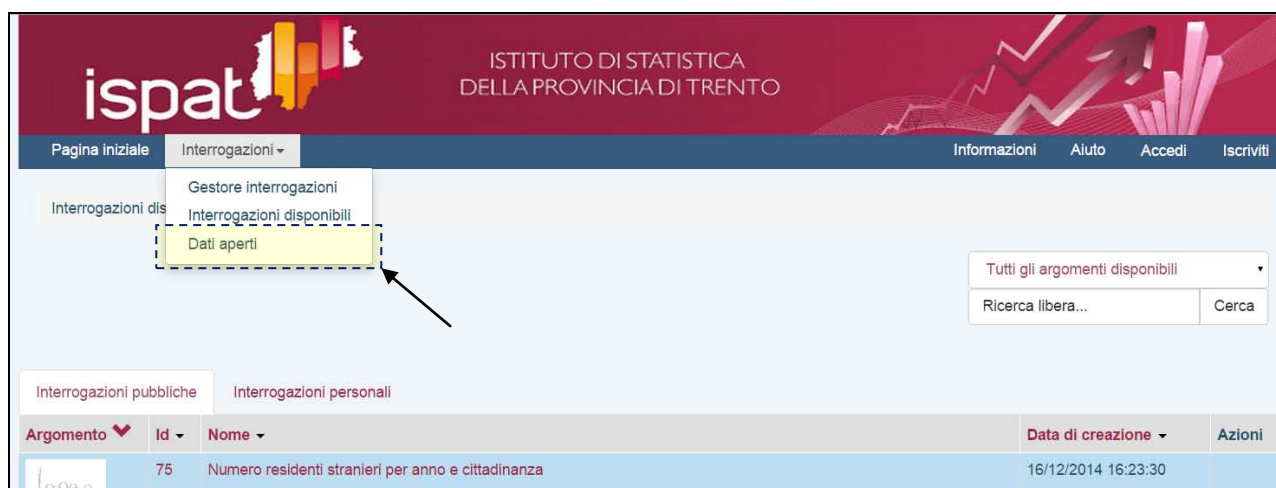 ispat
ISTITUTO DI STATISTICA
DELLA PROVINCIA DI TRENTO
Pagina iniziale Interrogazioni Informazioni Aiuto Accedi Iscriviti
Gestore interrogazioni
Interrogazioni dis
Interrogazioni disponibili
Dati aperti
Tutti gli argomenti disponibili
Ricerca libera... Cerca
Interrogazioni pubbliche Interrogazioni personali
Argomento Id Nome Data di creazione Azioni
75 Numero residenti stranieri per anno e cittadinanza 16/12/2014 16:23:30